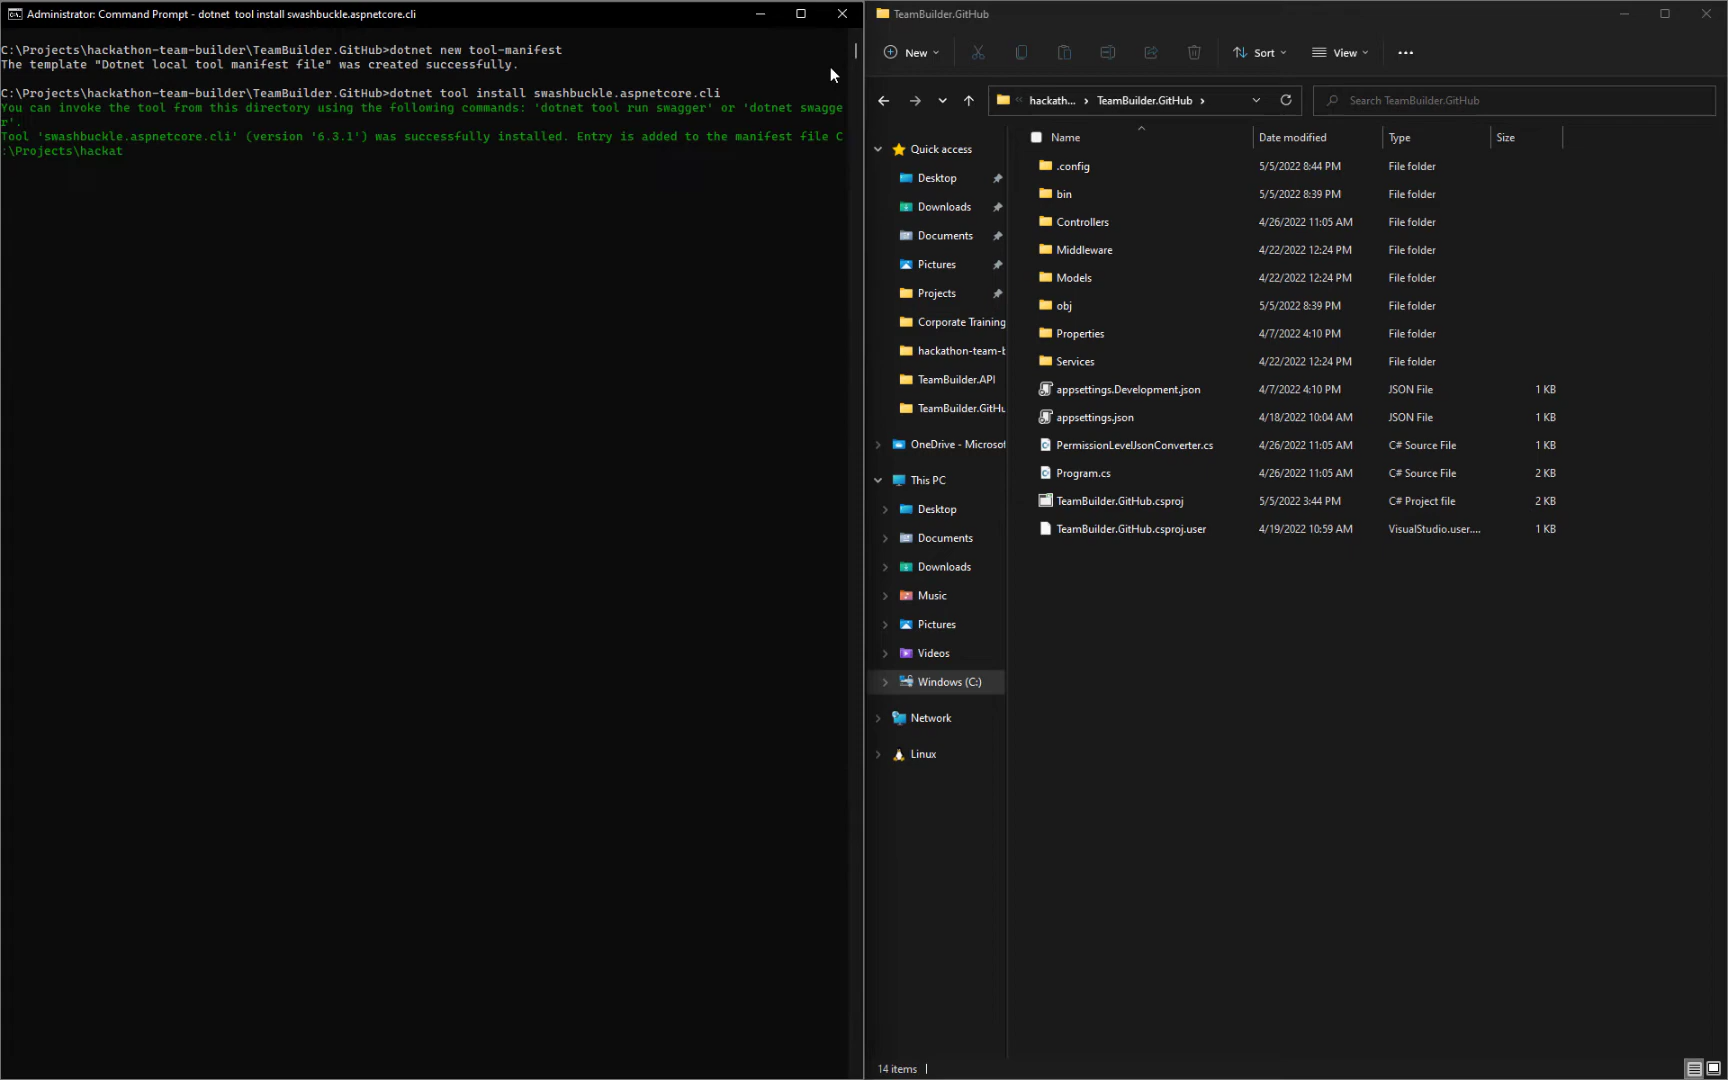 Administrator: Command Prompt - dotnet tool install swashbuckle.aspnetcore.cli
C:\Projects\hackathon-team-builder\TeamBuilder.GitHub>dotnet new tool-manifest
The template "Dotnet local tool manifest file" was created successfully.
C:\Projects\hackathon-team-builder\TeamBuilder.GitHub>dotnet tool install swashbuckle.aspnetcore.cli
You can invoke the tool from this directory using the following commands: 'dotnet tool run swagger' or 'dotnet swagge
r'.
Tool 'swashbuckle.aspnetcore.cli' (version '6.3.1') was successfully installed. Entry is added to the manifest file C
:\Projects\hackat
TeamBuilder.GitHub
New Sort View
hackath... TeamBuilder.GitHub Search TeamBuilder.GitHub
Quick access
Desktop
Downloads
Documents
Pictures
Projects
Corporate Training
hackathon-team-b
TeamBuilder.API
TeamBuilder.GitHu
OneDrive - Microsof
This PC
Desktop
Documents
Downloads
Music
Pictures
Videos
Windows (C:)
Network
Linux
Name Date modified Type Size
.config 5/5/2022 8:44 PM File folder
bin 5/5/2022 8:39 PM File folder
Controllers 4/26/2022 11:05 AM File folder
Middleware 4/22/2022 12:24 PM File folder
Models 4/22/2022 12:24 PM File folder
obj 5/5/2022 8:39 PM File folder
Properties 4/7/2022 4:10 PM File folder
Services 4/22/2022 12:24 PM File folder
appsettings.Development.json 4/7/2022 4:10 PM JSON File 1 KB
appsettings.json 4/18/2022 10:04 AM JSON File 1 KB
PermissionLevelJsonConverter.cs 4/26/2022 11:05 AM C# Source File 1 KB
Program.cs 4/26/2022 11:05 AM C# Source File 2 KB
TeamBuilder.GitHub.csproj 5/5/2022 3:44 PM C# Project file 2 KB
TeamBuilder.GitHub.csproj.user 4/19/2022 10:59 AM VisualStudio.user.... 1 KB
14 items